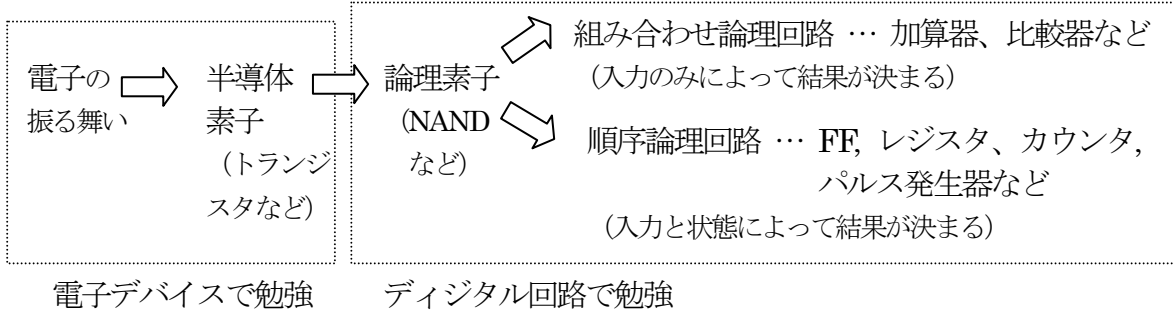 電子の
振る舞い
半導体
素子
（トランジ
スタなど）
論理素子
（NAND
など）
組み合わせ論理回路 … 加算器、比較器など
（入力のみによって結果が決まる）
順序論理回路 … FF, レジスタ、カウンタ,
パルス発生器など
（入力と状態によって結果が決まる）
電子デバイスで勉強
ディジタル回路で勉強